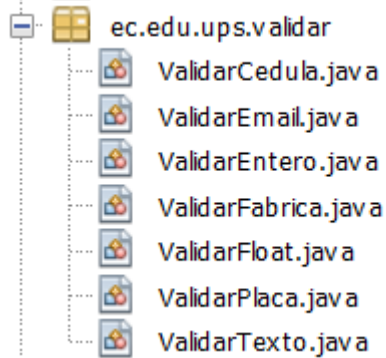 ec.edu.ups.validar
ValidarCedula.java
ValidarEmail.java
ValidarEntero.java
ValidarFabrica.java
ValidarFloat.java
ValidarPlaca.java
ValidarTexto.java